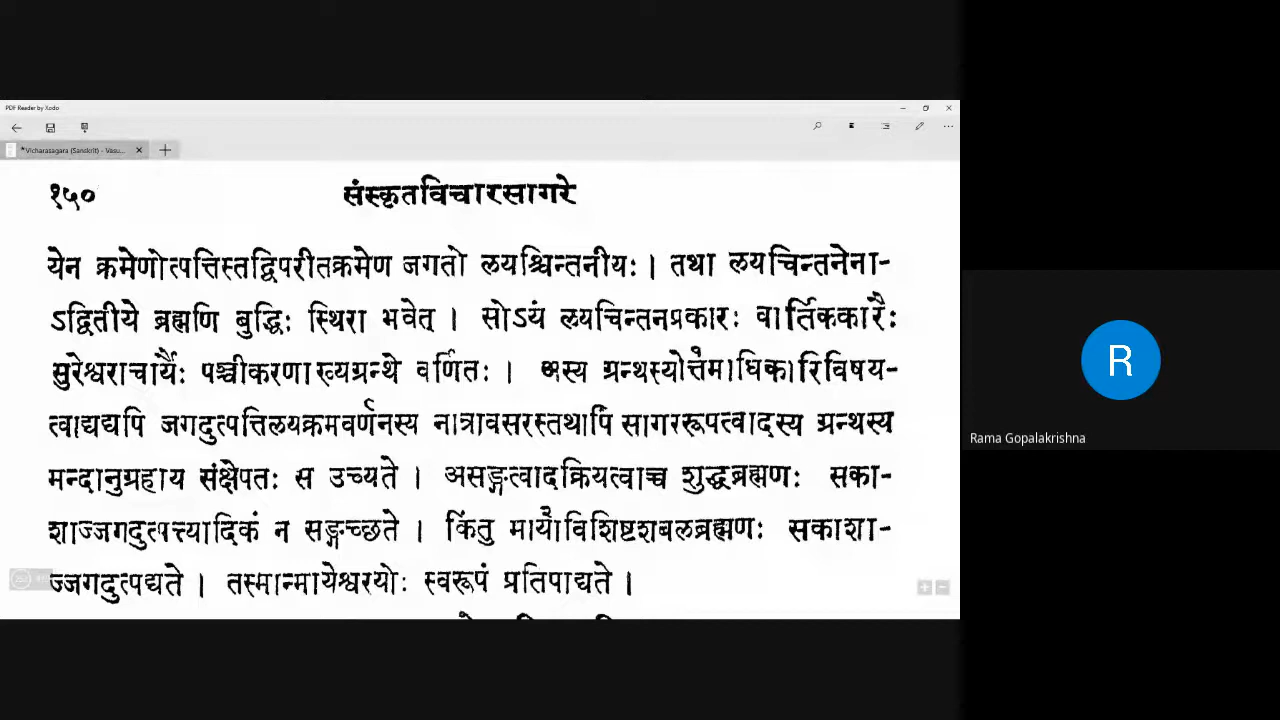 PDF Reader by Xodo
*Vicharasagara (Sanskrit) - Vasu...
१५० संस्कृतविचारसागरे
येन क्रमेणोत्पत्तिस्तद्विपरीतक्रमेण जगतो लयश्चिन्तनीयः । तथा लयचिन्तनेना-
ऽद्वितीये ब्रह्मणि बुद्धिः स्थिरा भवेत् । सोऽयं लयचिन्तनप्रकारः वार्तिककारैः
सुरेश्वराचार्यैः पञ्चीकरणाख्यग्रन्थे वर्णितः । अस्य ग्रन्थस्योत्तमाधिकारिविषय-
त्वाद्यद्यपि जगदुत्पत्तिलयक्रमवर्णनस्य नात्रावसरस्तथापि सागररूपत्वादस्य ग्रन्थस्य
मन्दानुग्रहाय संक्षेपतः स उच्यते । असङ्गत्वादक्रियत्वाच्च शुद्धब्रह्मणः सका-
शाज्जगदुत्पत्त्यादिकं न सङ्गच्छते । किंतु मायाविशिष्टशबलब्रह्मणः सकाशा-
ज्जगदुत्पद्यते । तस्मान्मायेश्वरयोः स्वरूपं प्रतिपाद्यते ।
R
Rama Gopalakrishna